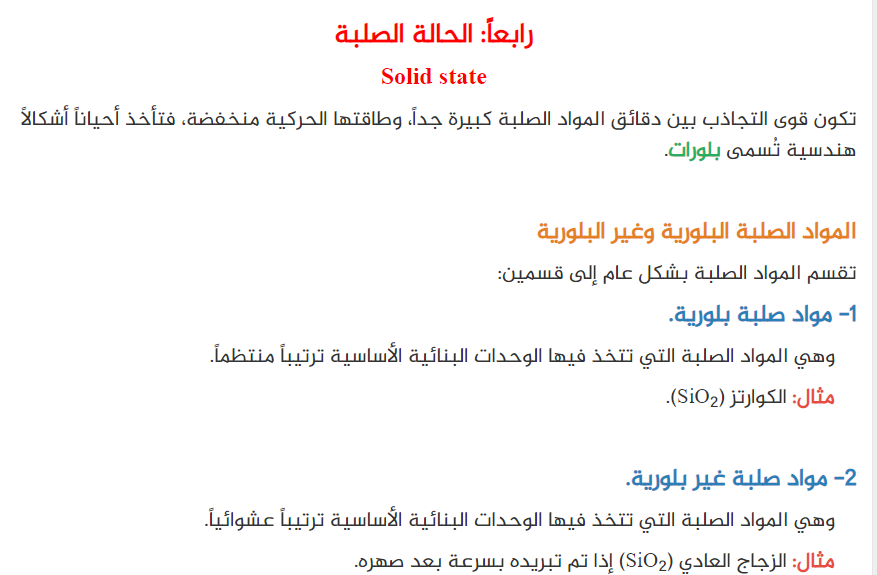 رابعاً: الحالة الصلبة
Solid state
تكون قوى التجاذب بين دقائق المواد الصلبة كبيرة جداً، وطاقتها الحركية منخفضة، فتأخذ أحياناً أشكالاً
هندسية تُسمى بلورات.
المواد الصلبة البلورية وغير البلورية
تقسم المواد الصلبة بشكل عام إلى قسمين:
1- مواد صلبة بلورية.
وهي المواد الصلبة التي تتخذ فيها الوحدات البنائية الأساسية ترتيباً منتظماً.
مثال: الكوارتز (SiO₂).
2- مواد صلبة غير بلورية.
وهي المواد الصلبة التي تتخذ فيها الوحدات البنائية الأساسية ترتيباً عشوائياً.
مثال: الزجاج العادي (SiO₂) إذا تم تبريده بسرعة بعد صهره.